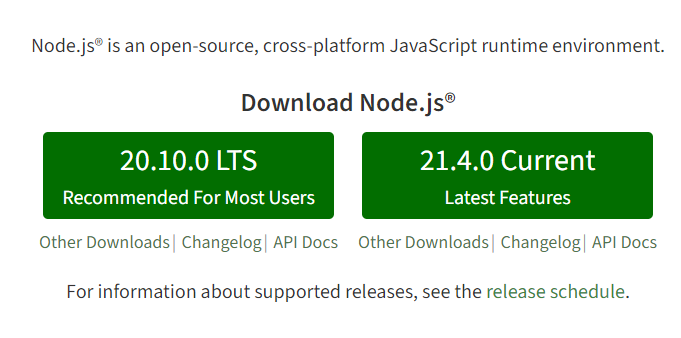 Node.js® is an open-source, cross-platform JavaScript runtime environment.
Download Node.js®
20.10.0 LTS
Recommended For Most Users
21.4.0 Current
Latest Features
Other Downloads | Changelog | API Docs
Other Downloads | Changelog | API Docs
For information about supported releases, see the release schedule.